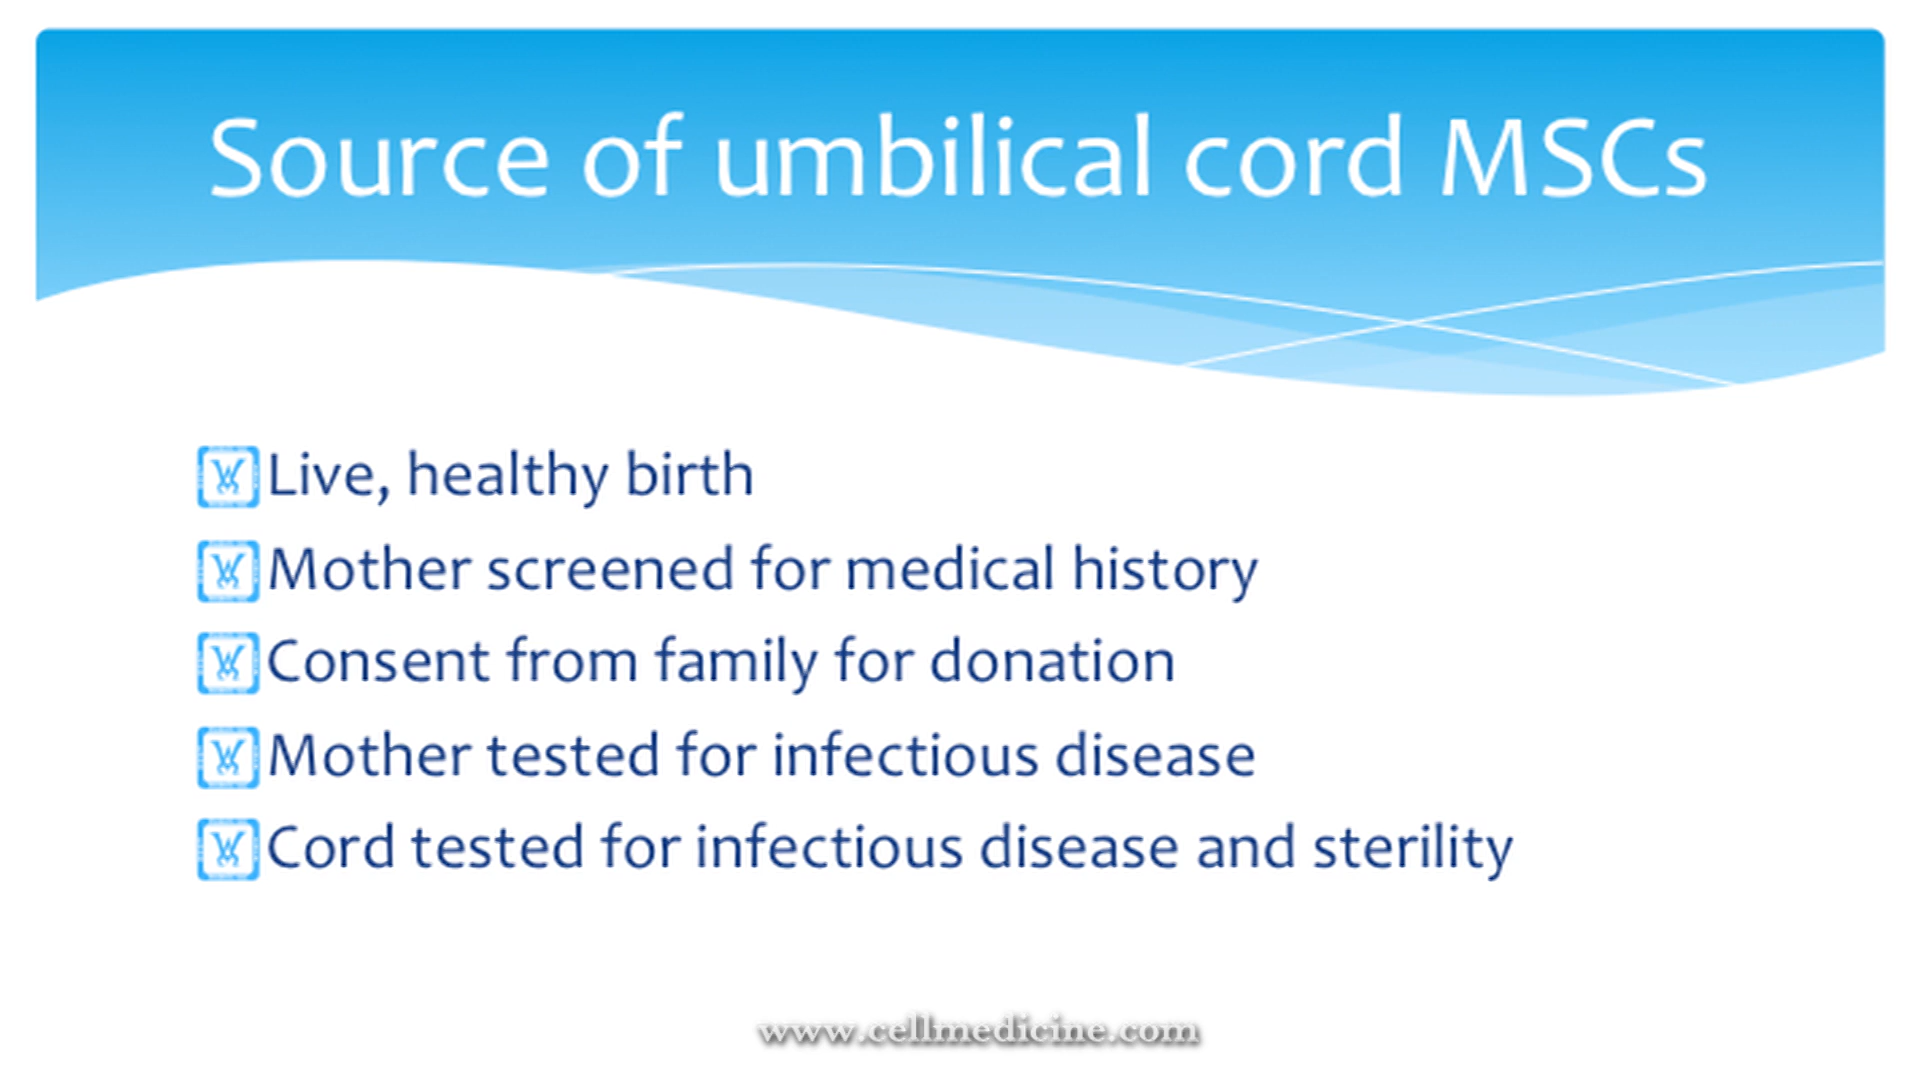 Source of umbilical cord MSCs
Live, healthy birth
Mother screened for medical history
Consent from family for donation
Mother tested for infectious disease
Cord tested for infectious disease and sterility
www.cellmedicine.com